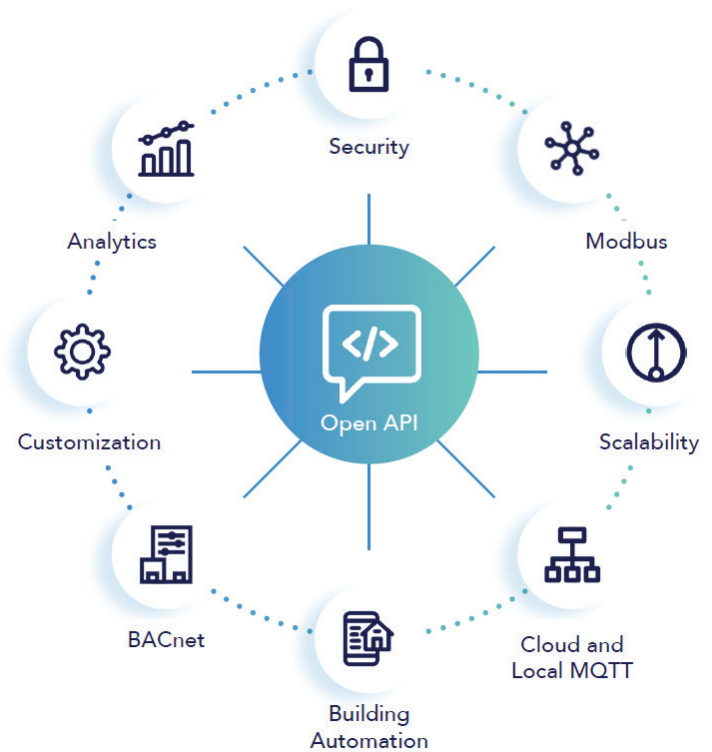 Security
Analytics
Modbus
</>
Open API
Customization
Scalability
BACnet
Cloud and
Local MQTT
Building
Automation